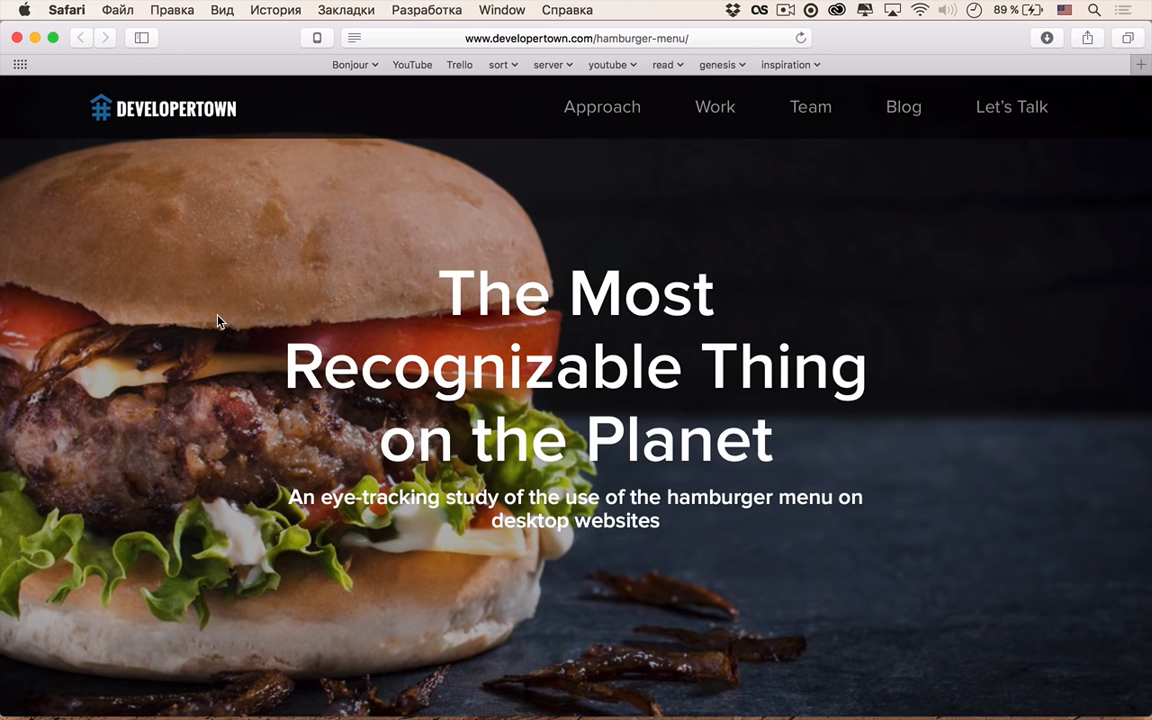 Safari Файл Правка Вид История Закладки Разработка Window Справка 89 %
www.developertown.com/hamburger-menu/
Bonjour YouTube Trello sort server youtube read genesis inspiration
DEVELOPERTOWN Approach Work Team Blog Let’s Talk
The Most
Recognizable Thing
on the Planet
An eye-tracking study of the use of the hamburger menu on
desktop websites